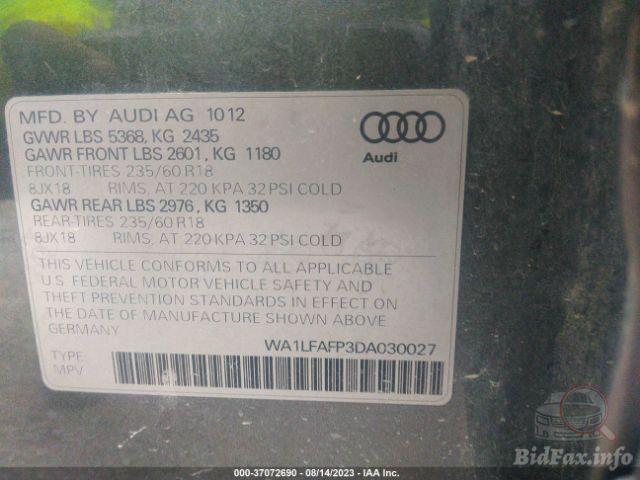 MFD. BY AUDI AG 1012
GVWR LBS 5368, KG 2435
GAWR FRONT LBS 2601, KG 1180
FRONT-TIRES 235/60 R18
8JX18 RIMS, AT 220 KPA 32 PSI COLD
GAWR REAR LBS 2976, KG 1350
REAR-TIRES 235/60 R18
8JX18 RIMS, AT 220 KPA 32 PSI COLD
Audi
THIS VEHICLE CONFORMS TO ALL APPLICABLE
U.S. FEDERAL MOTOR VEHICLE SAFETY AND
THEFT PREVENTION STANDARDS IN EFFECT ON
THE DATE OF MANUFACTURE SHOWN ABOVE
GERMANY
WA1LFAFP3DA030027
TYPE
MPV
000-37072690 - 08/14/2023 - IAA Inc.
BidFax.info